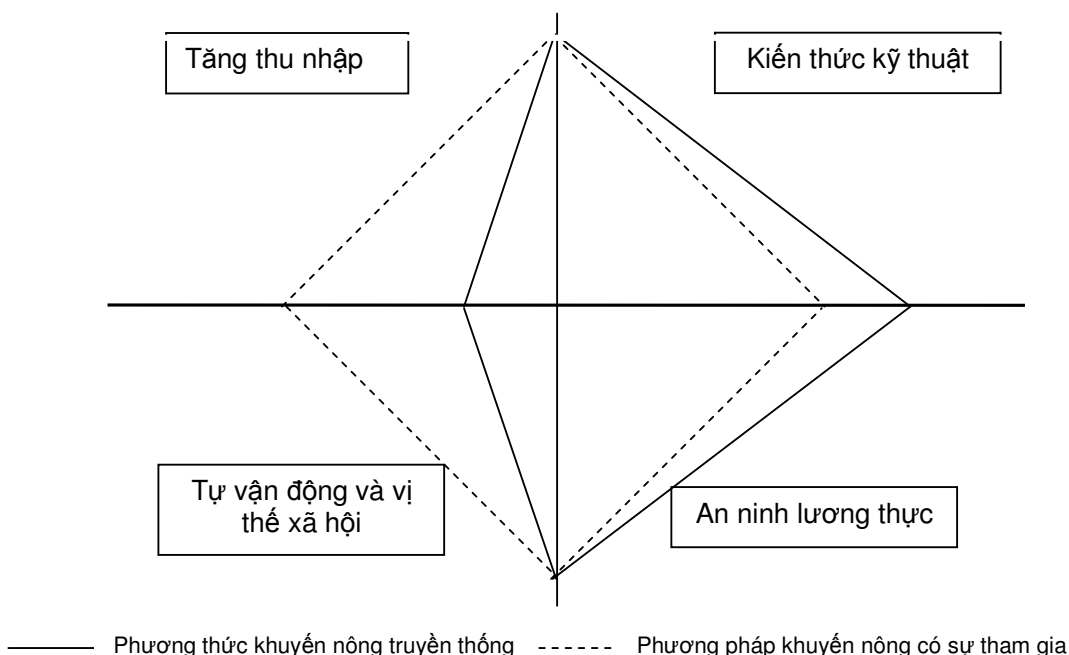 Tăng thu nhập
Kiến thức kỹ thuật
Tự vận động và vị
thế xã hội
An ninh lương thực
Phương thức khuyến nông truyền thống
Phương pháp khuyến nông có sự tham gia